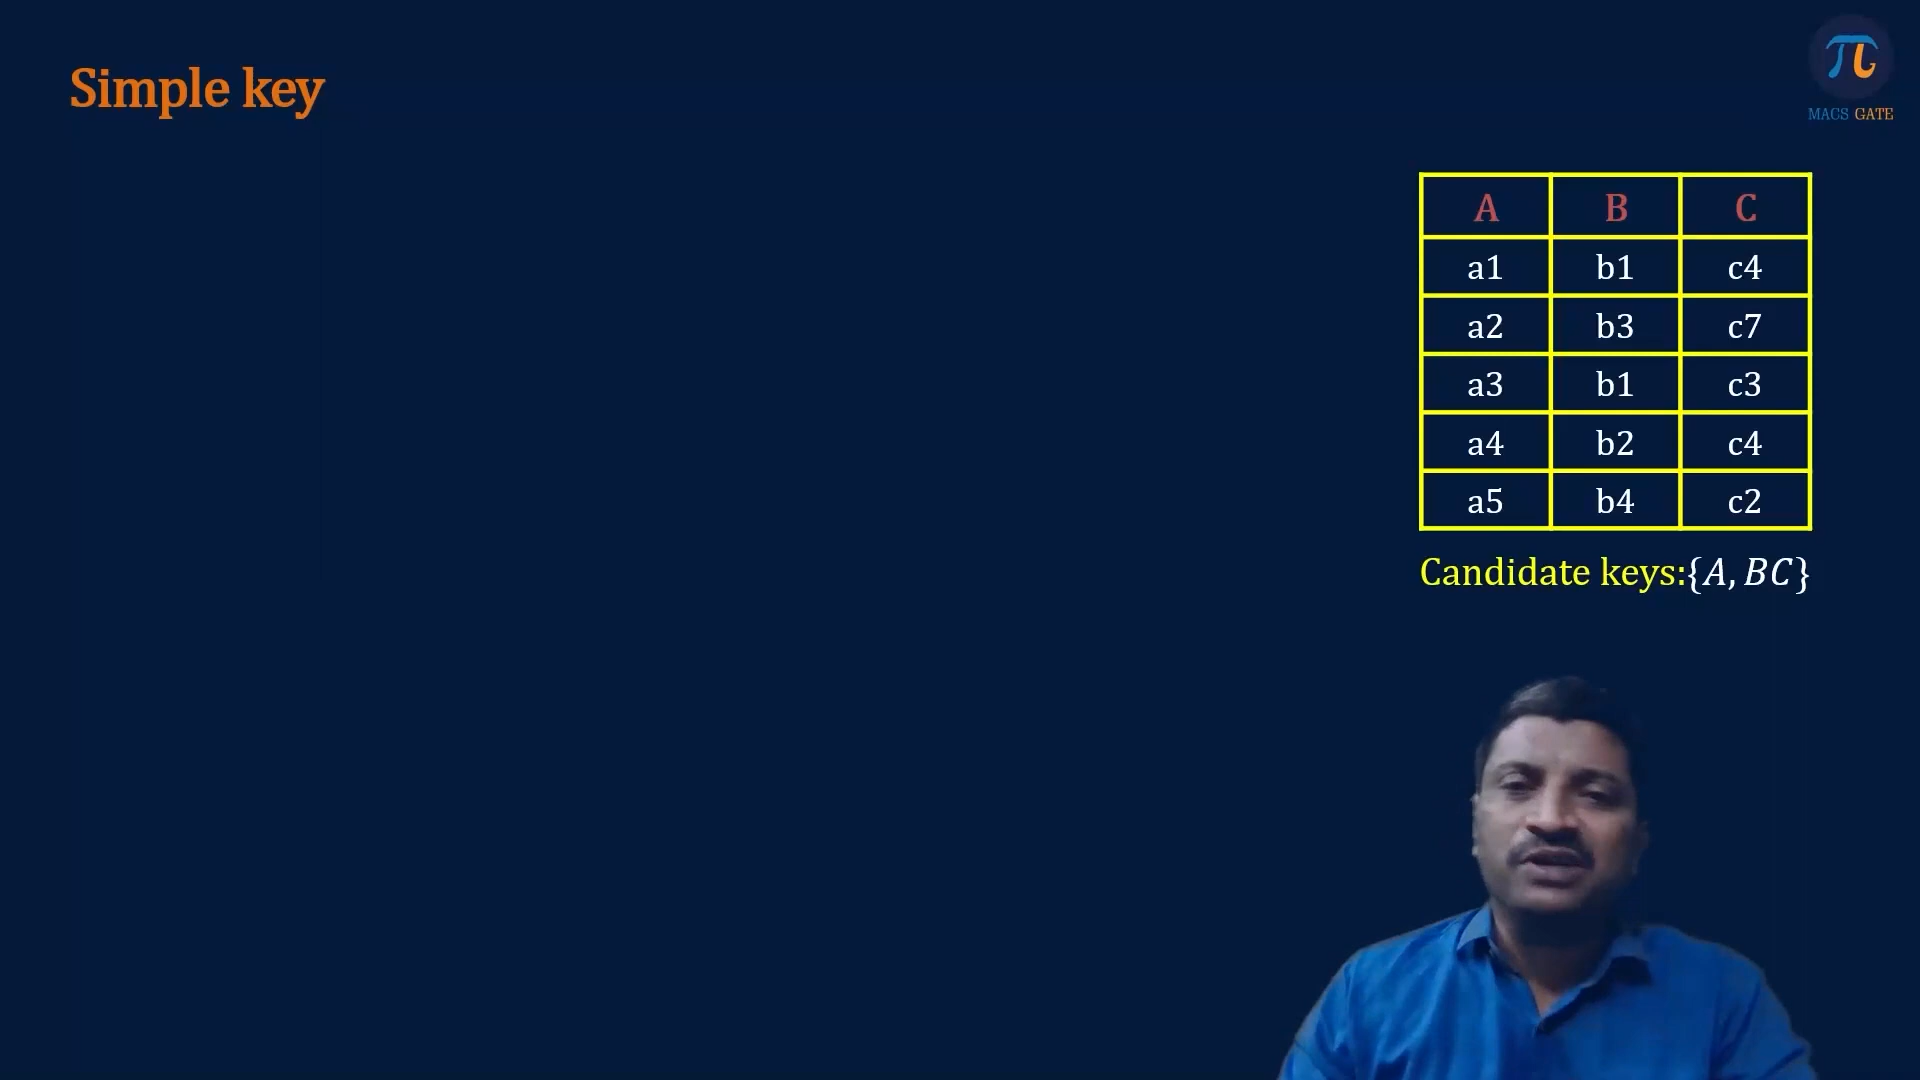 Simple key
MACS GATE
A B C
a1 b1 c4
a2 b3 c7
a3 b1 c3
a4 b2 c4
a5 b4 c2
Candidate keys:{A, BC}